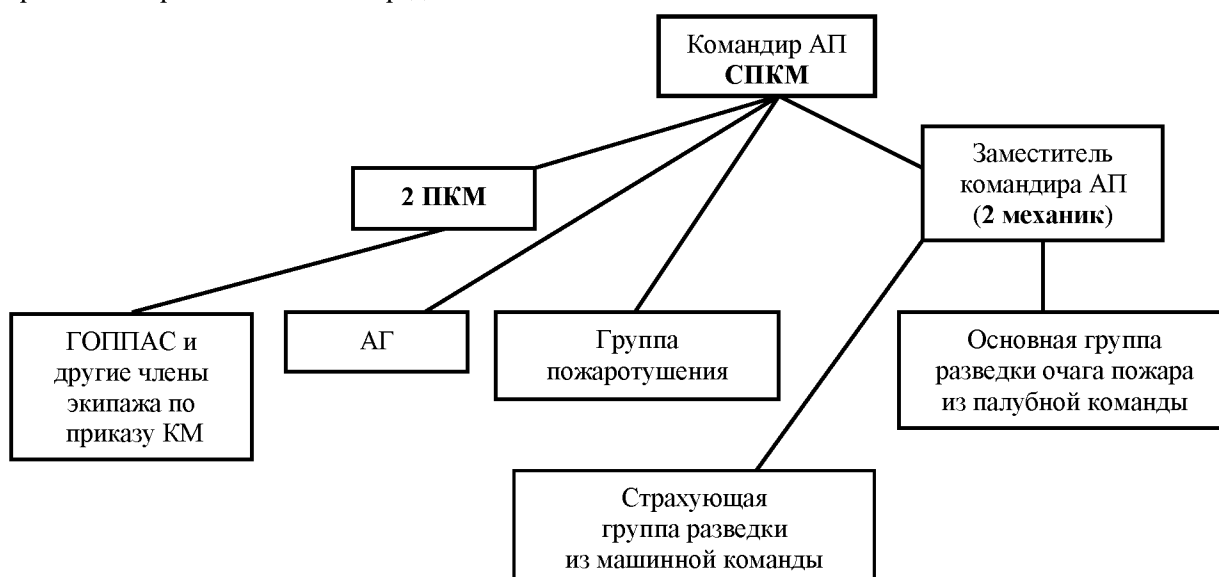 Командир АП
СПКМ
Заместитель
командира АП
(2 механик)
2 ПКМ
ГОППАС и
другие члены
экипажа по
приказу КМ
АГ
Группа
пожаротушения
Основная группа
разведки очага пожара
из палубной команды
Страхующая
группа разведки
из машинной команды